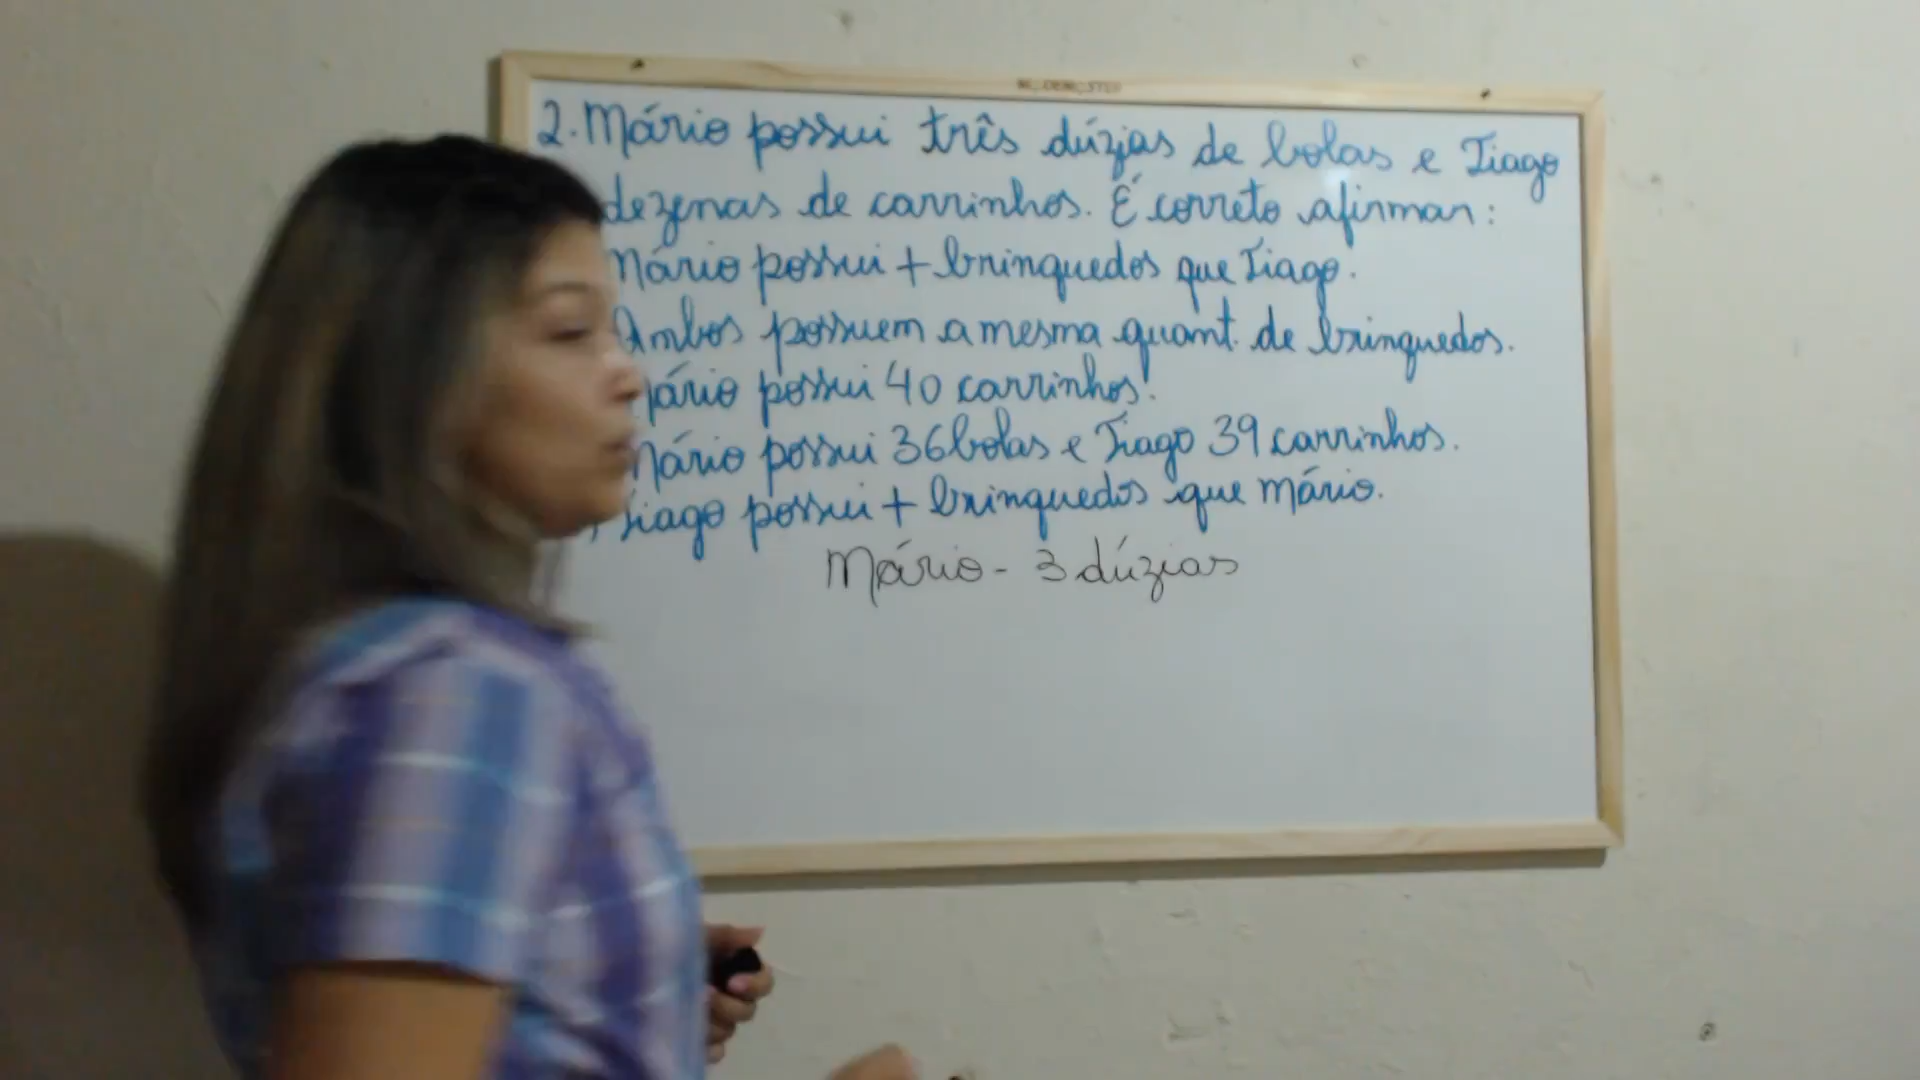 2. Mário possui três dúzias de bolas e Tiago
dezenas de carrinhos. É correto afirmar:
Mário possui + brinquedos que Tiago.
Ambos possuem a mesma quant. de brinquedos.
Mário possui 40 carrinhos.
Mário possui 36 bolas e Tiago 39 carrinhos.
Tiago possui + brinquedos que Mário.
Mário - 3 dúzias